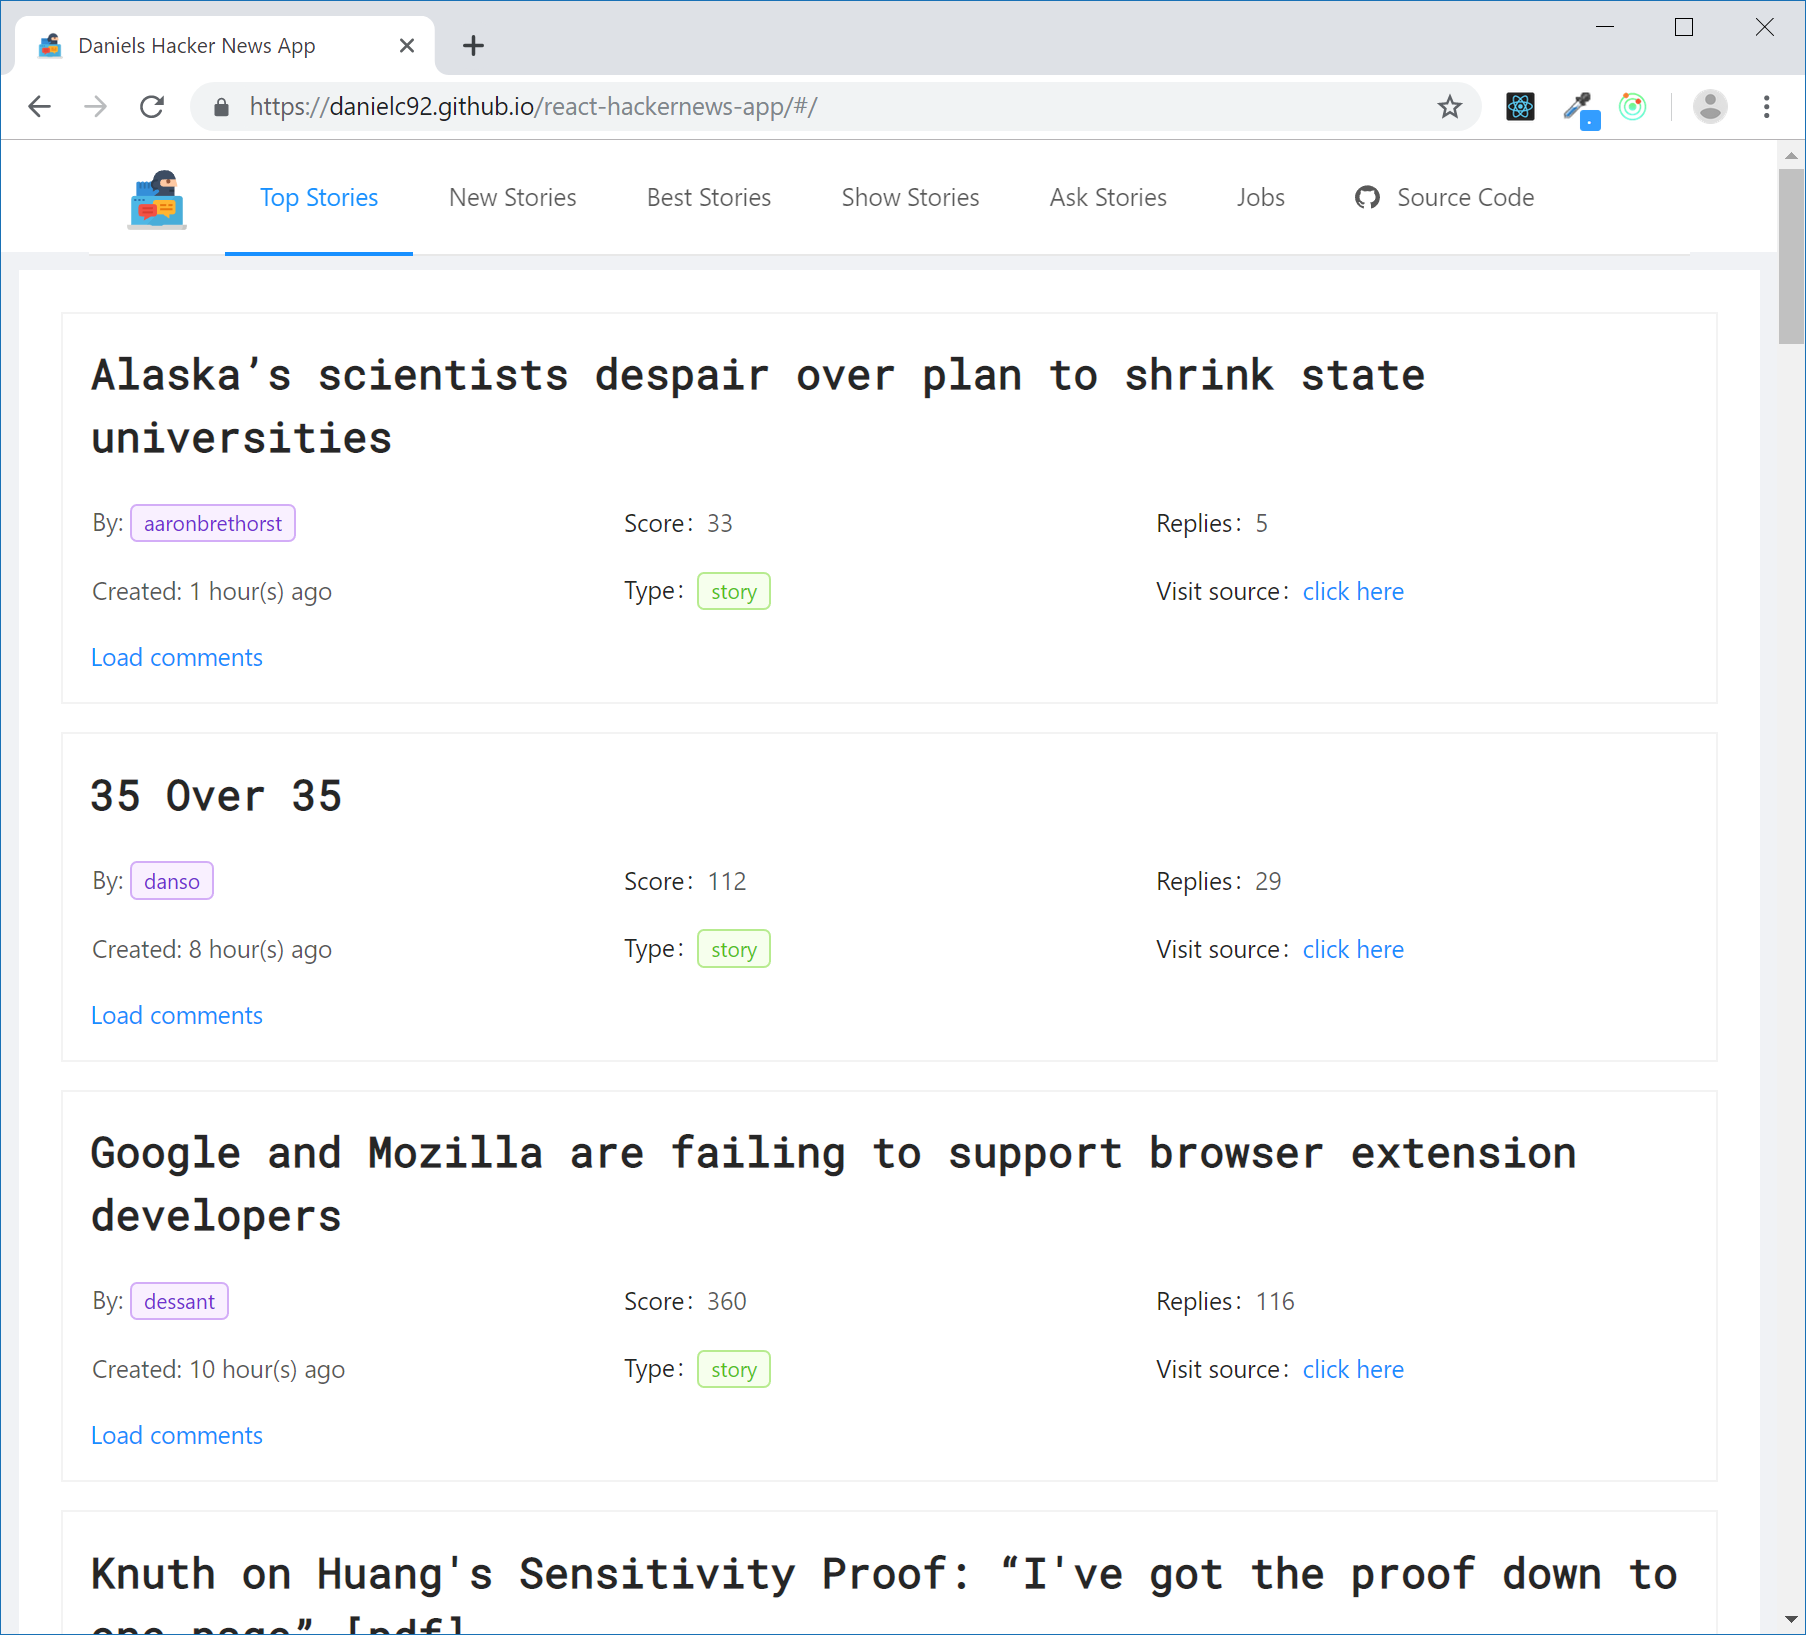 Daniels Hacker News App
https://danielc92.github.io/react-hackernews-app/#/
Top Stories New Stories Best Stories Show Stories Ask Stories Jobs Source Code
Alaska’s scientists despair over plan to shrink state
universities
By: aaronbrethorst Score: 33 Replies: 5
Created: 1 hour(s) ago Type: story Visit source: click here
Load comments
35 Over 35
By: danso Score: 112 Replies: 29
Created: 8 hour(s) ago Type: story Visit source: click here
Load comments
Google and Mozilla are failing to support browser extension
developers
By: dessant Score: 360 Replies: 116
Created: 10 hour(s) ago Type: story Visit source: click here
Load comments
Knuth on Huang's Sensitivity Proof: “I've got the proof down to
one page” [pdf]